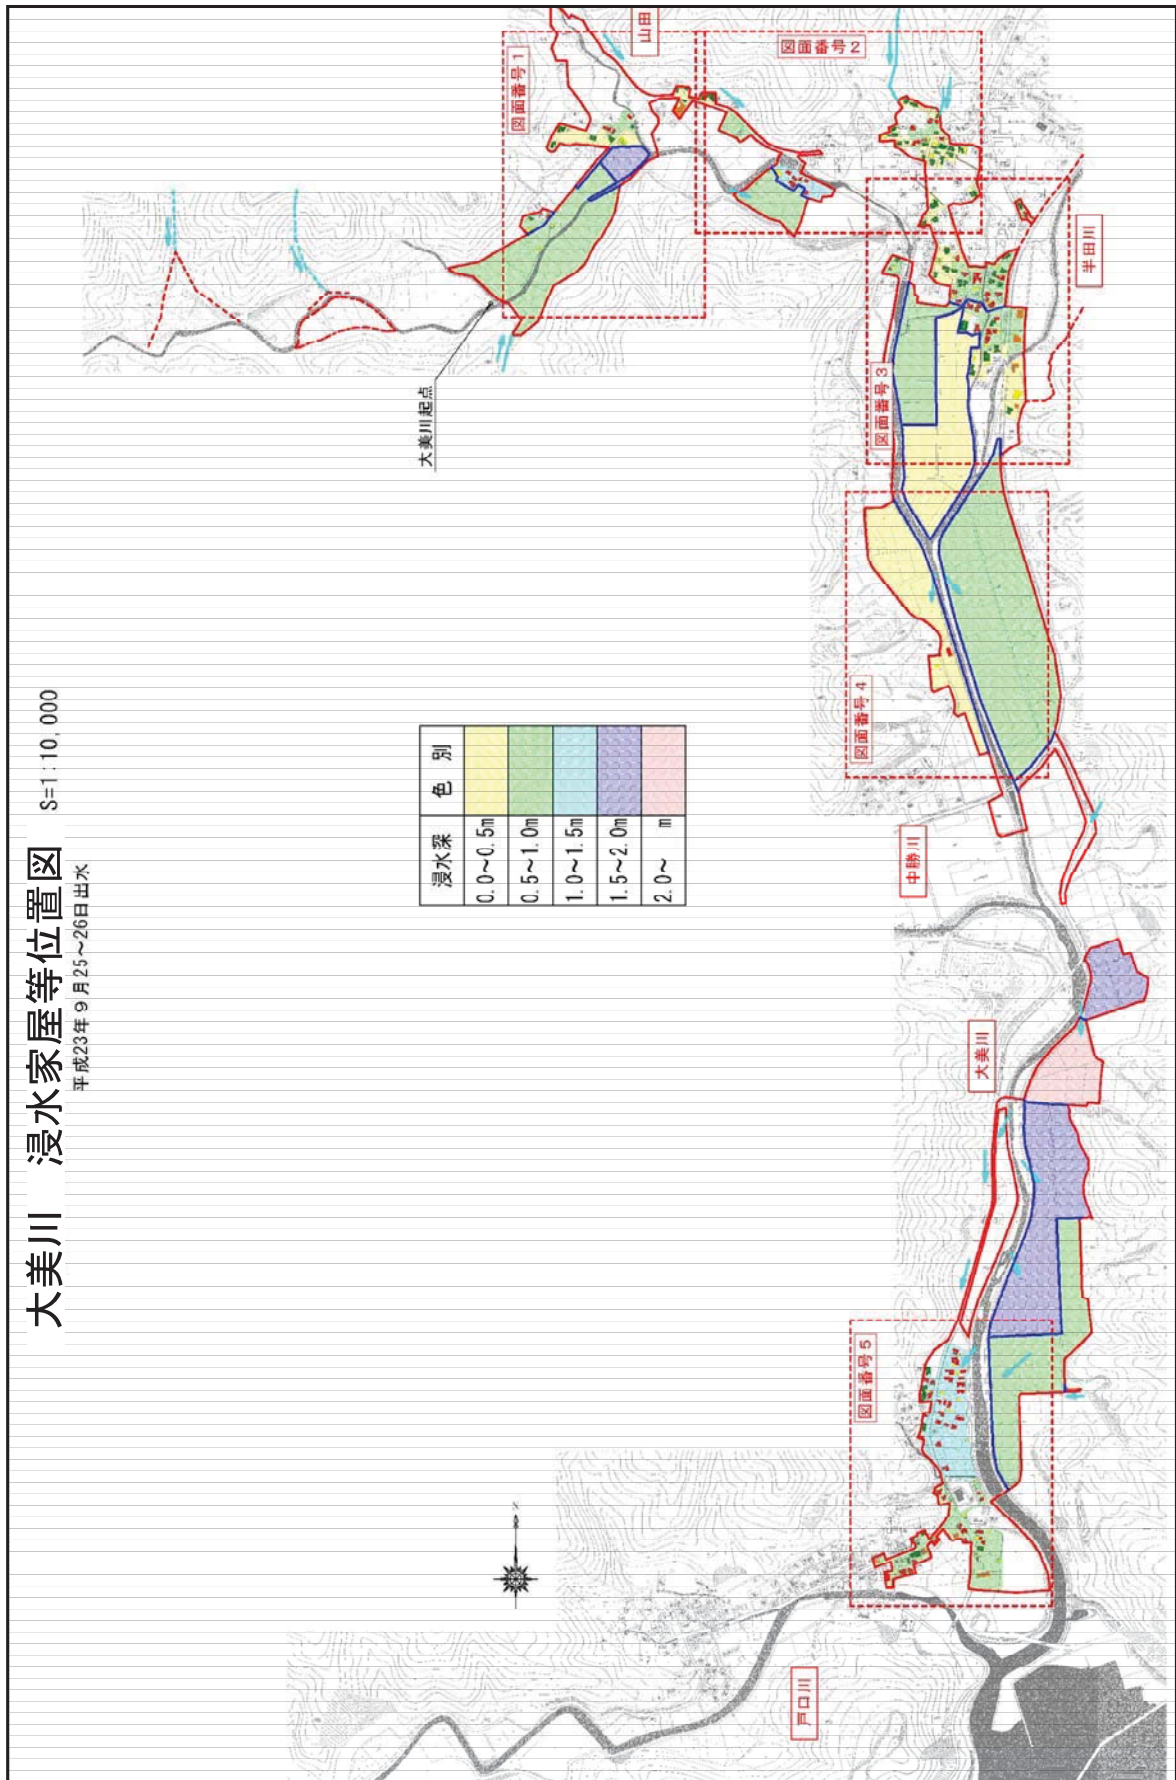 大美川　浸水家屋等位置図　S=1:10,000
平成23年9月25~26日出水
浸水深　色　別
0.0~0.5m
0.5~1.0m
1.0~1.5m
1.5~2.0m
2.0~　m
戸口川
図面番号5
大美川
中勝川
図面番号4
図面番号3
半田川
大美川起点
図面番号1
山田
図面番号2